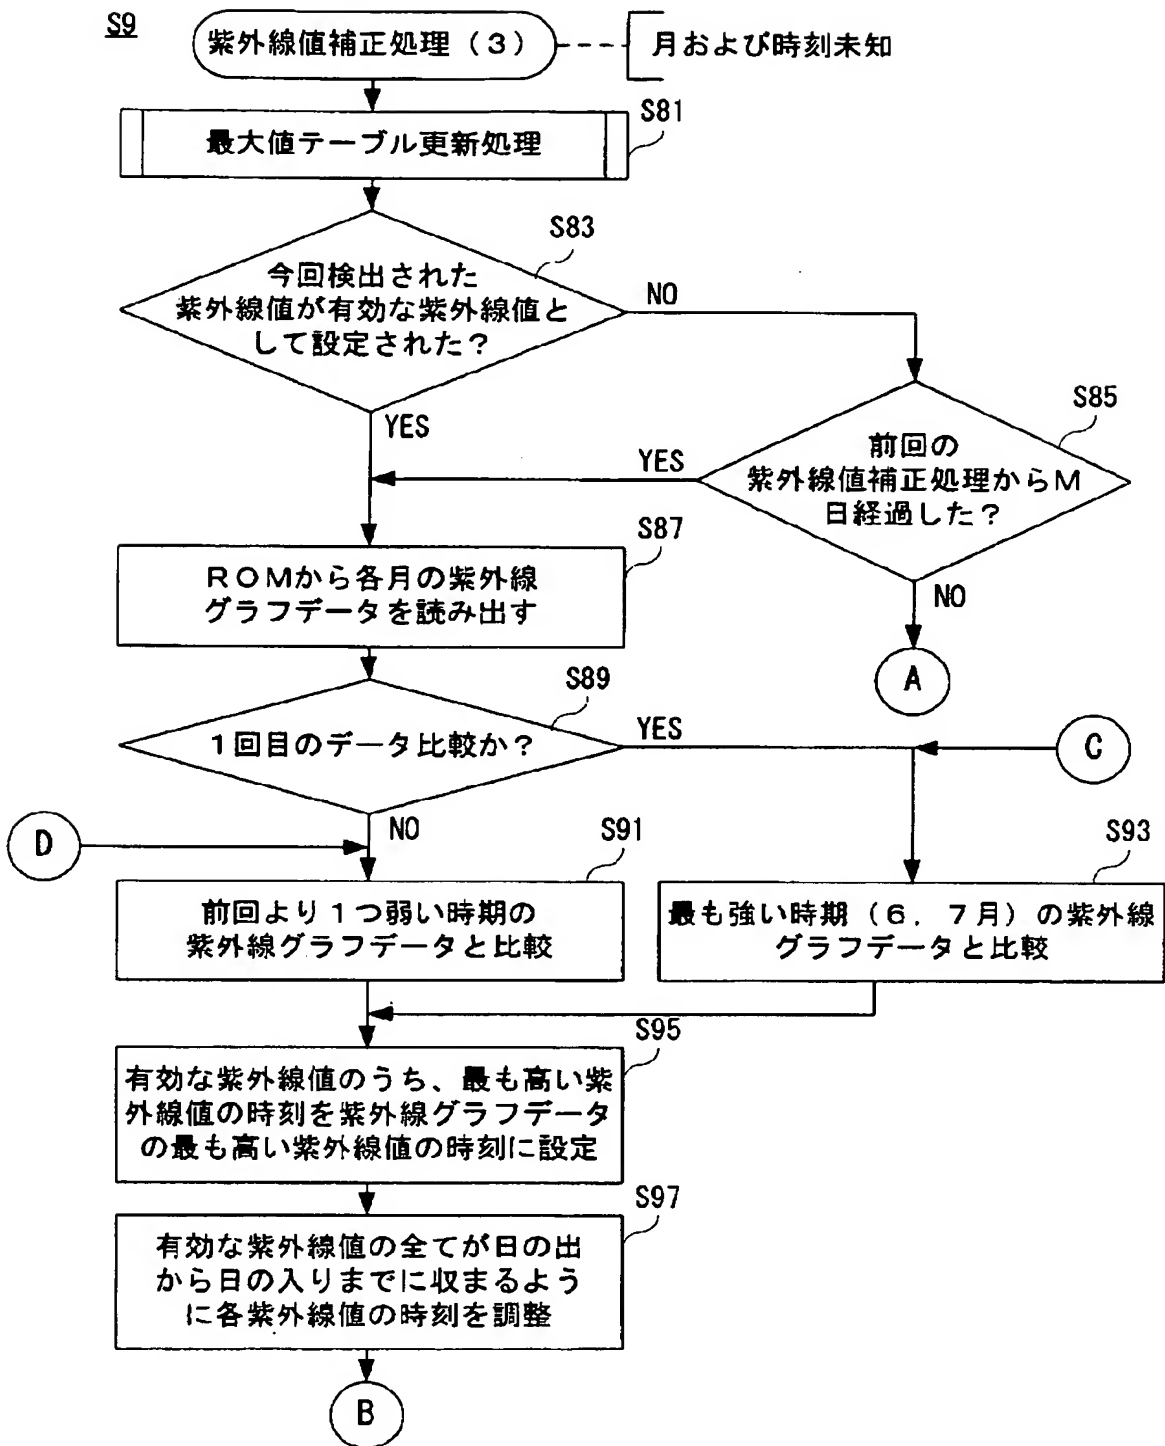 S9
紫外線値補正処理（3）
月および時刻未知
S81
最大値テーブル更新処理
S83
今回検出された
紫外線値が有効な紫外線値と
して設定された？
NO
YES
S85
前回の
紫外線値補正処理からM
日経過した？
YES
NO
S87
ROMから各月の紫外線
グラフデータを読み出す
A
S89
1回目のデータ比較か？
YES
C
NO
D
S91
前回より1つ弱い時期の
紫外線グラフデータと比較
S93
最も強い時期（6．7月）の紫外線
グラフデータと比較
S95
有効な紫外線値のうち、最も高い紫
外線値の時刻を紫外線グラフデータ
の最も高い紫外線値の時刻に設定
S97
有効な紫外線値の全てが日の出
から日の入りまでに収まるよう
に各紫外線値の時刻を調整
B